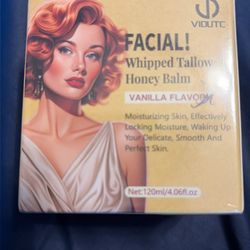 VIOLITE
FACIAL!
Whipped Tallow
Honey Balm
VANILLA FLAVOR
Moisturizing Skin, Effectively
Locking Moisture, Waking Up
Your Delicate, Smooth And
Perfect Skin.
Net:120ml/4.06fl.oz